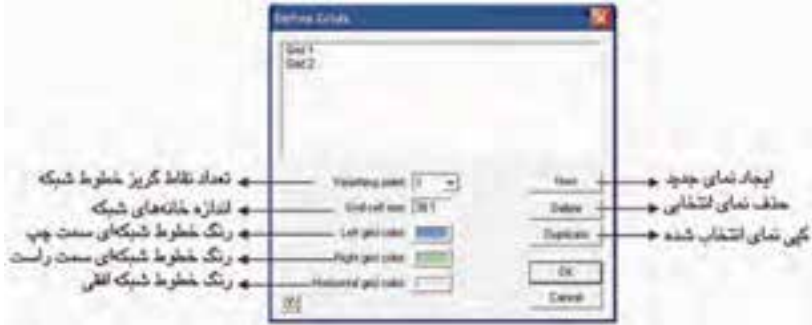 Define Grids
Grid 1
Grid 2
تعداد نقاط گریز خطوط شبکه
Vanishing point:
اندازه خانه‌های شبکه
Grid cell size:
رنگ خطوط شبکه‌ای سمت چپ
Left grid color:
رنگ خطوط شبکه‌ای سمت راست
Right grid color:
رنگ خطوط شبکه افقی
Horizontal grid color:
New
ایجاد نمای جدید
Delete
حذف نمای انتخابی
Duplicate
کپی نمای انتخاب شده
OK
Cancel